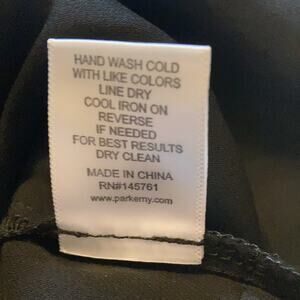 HAND WASH COLD
WITH LIKE COLORS
LINE DRY
COOL IRON ON
REVERSE
IF NEEDED
FOR BEST RESULTS
DRY CLEAN
MADE IN CHINA
RN#145761
www.parkerny.com